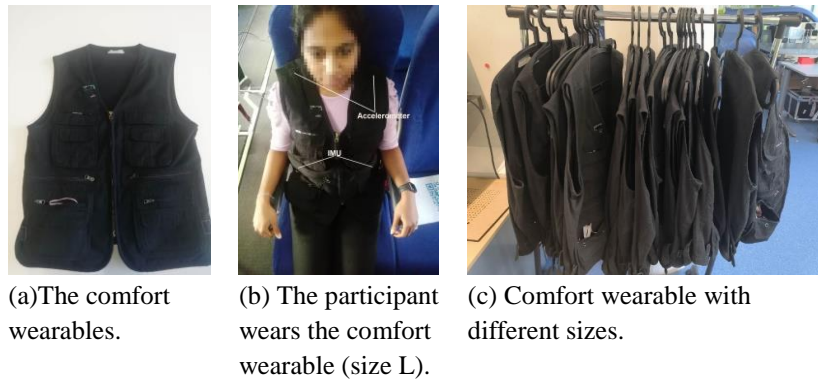 Accelerometer
IMU
(a)The comfort
wearables.
(b) The participant
wears the comfort
wearable (size L).
(c) Comfort wearable with
different sizes.